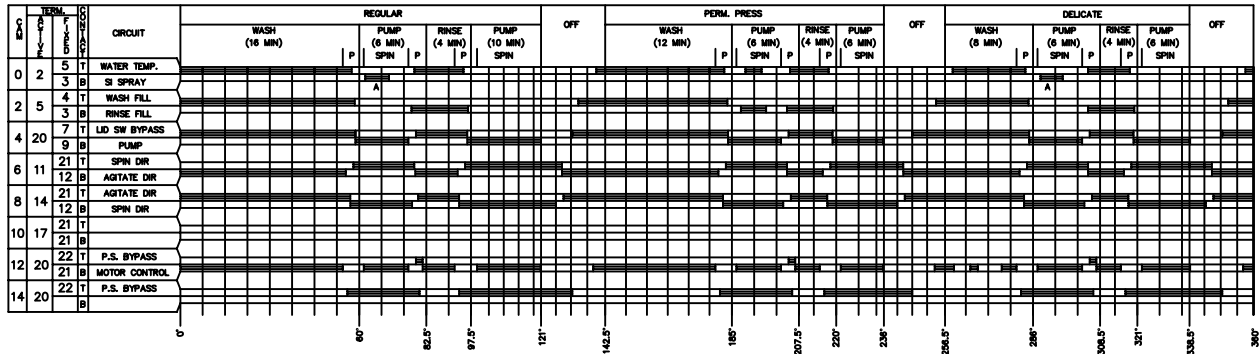 TERM.
CAM ACTIVE FIXED CONTACT CIRCUIT
REGULAR OFF PERM. PRESS OFF DELICATE OFF
WASH (16 MIN) P PUMP (6 MIN) SPIN RINSE (4 MIN) P PUMP (10 MIN) SPIN
WASH (12 MIN) P PUMP (6 MIN) SPIN RINSE (4 MIN) P PUMP (6 MIN) SPIN
WASH (8 MIN) P PUMP (6 MIN) SPIN RINSE (4 MIN) P PUMP (6 MIN) SPIN
0 2 5 T WATER TEMP.
3 B SI SPRAY
A A
2 5 4 T WASH FILL
3 B RINSE FILL
4 20 7 T LID SW BYPASS
9 B PUMP
6 11 21 T SPIN DIR
12 B AGITATE DIR
8 14 21 T AGITATE DIR
12 B SPIN DIR
10 17 21 T
21 B
12 20 22 T P.S. BYPASS
21 B MOTOR CONTROL
14 20 22 T P.S. BYPASS
B
0° 60° 82.5° 97.5° 121° 142.5° 185° 207.5° 220° 236° 256.5° 286° 308.5° 321° 338.5°